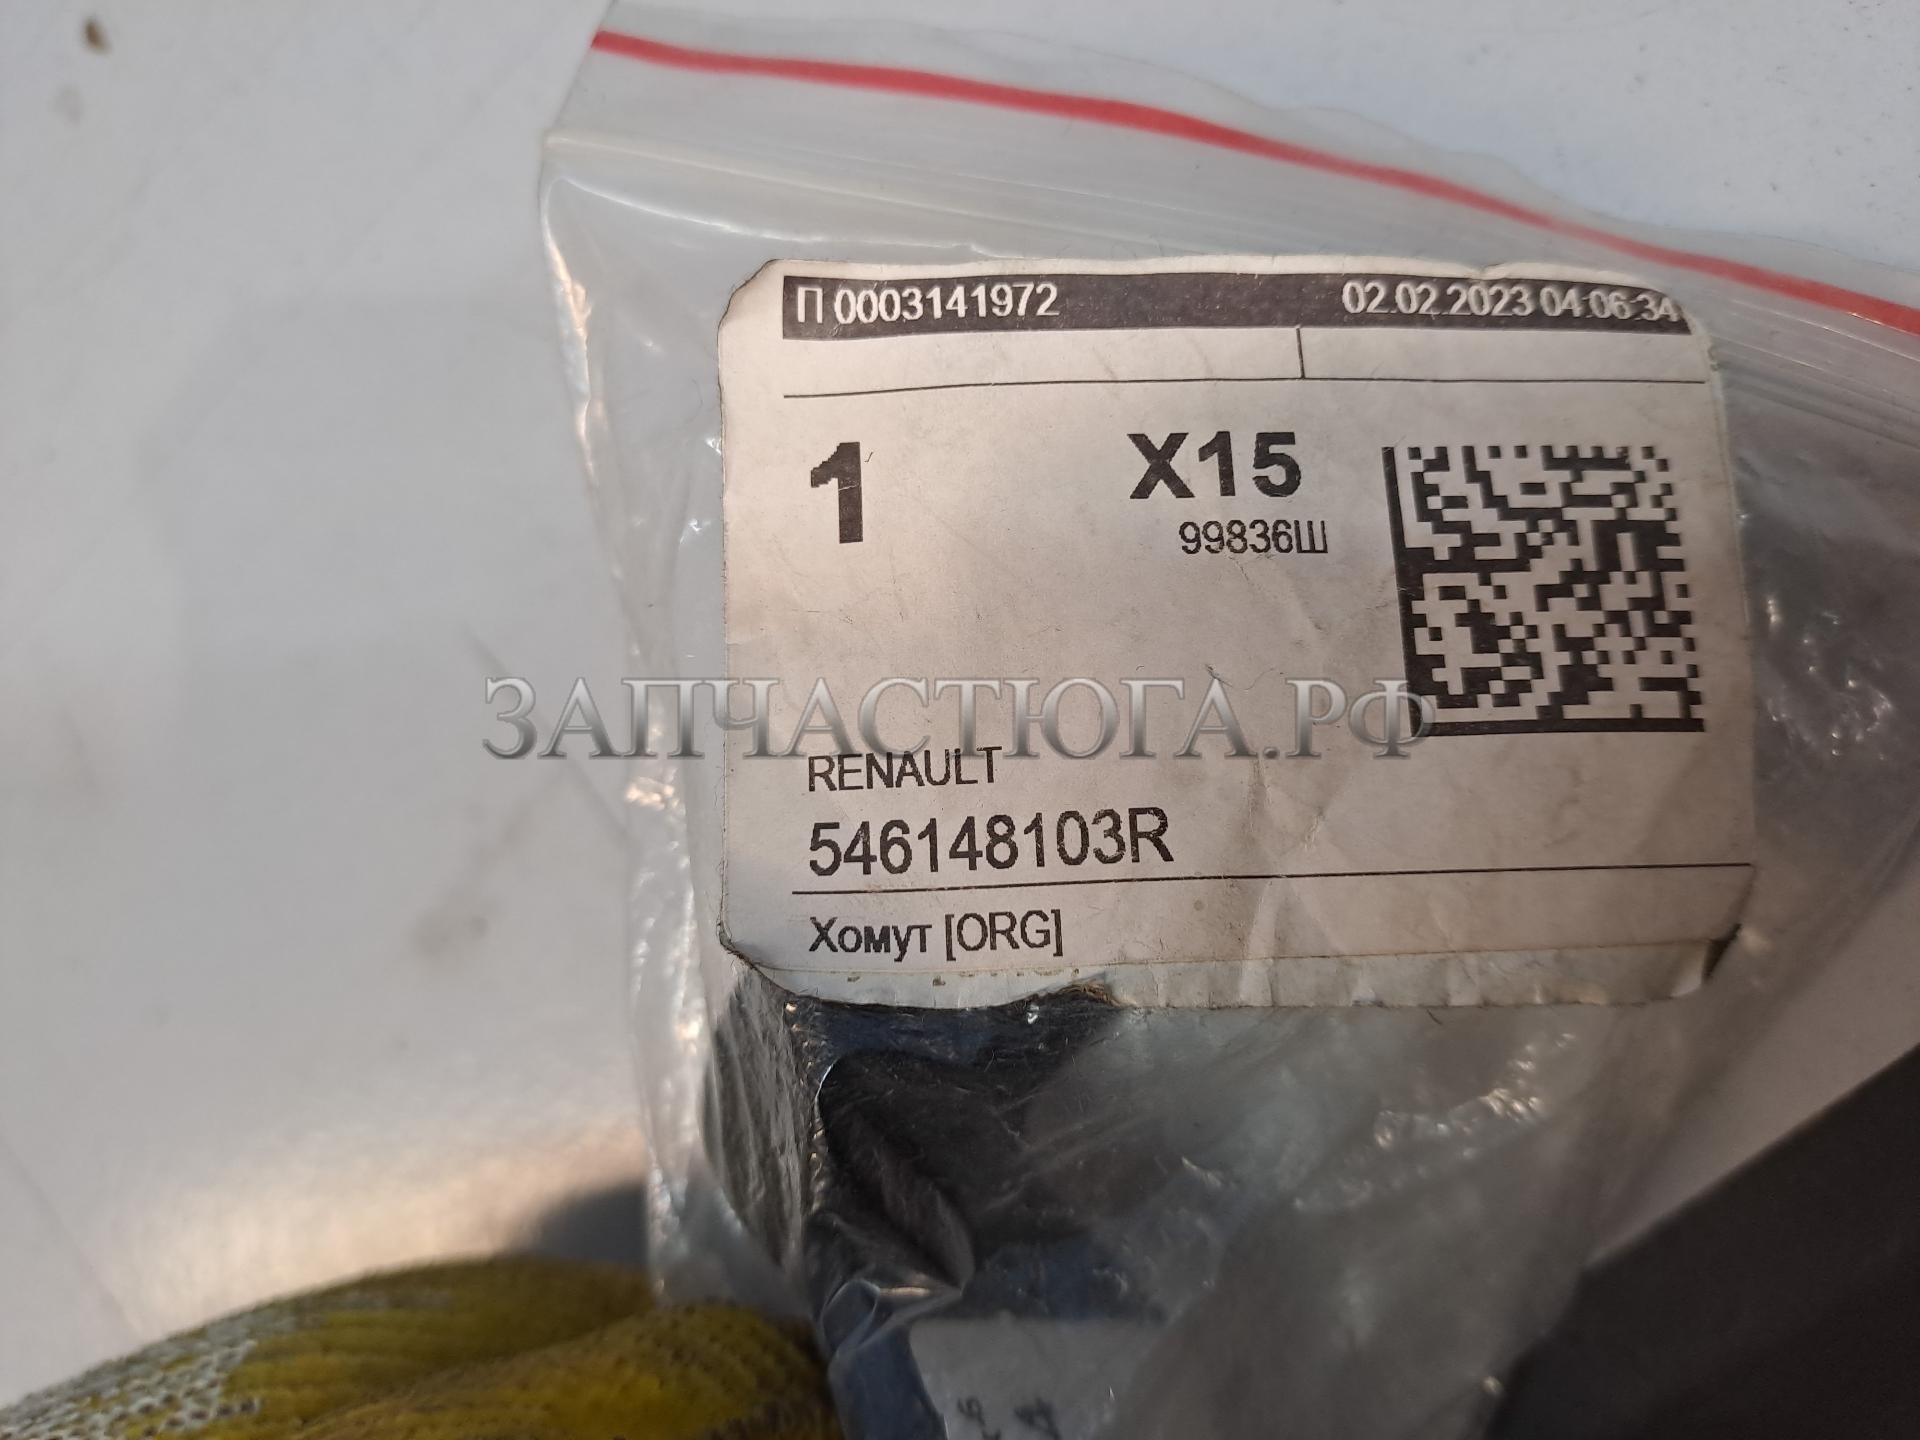 П 0003141972 02.02.2023 04:06:34
1 X15
99836Ш
ЗАПЧАСТЮГА.РФ
RENAULT
546148103R
Хомут [ORG]